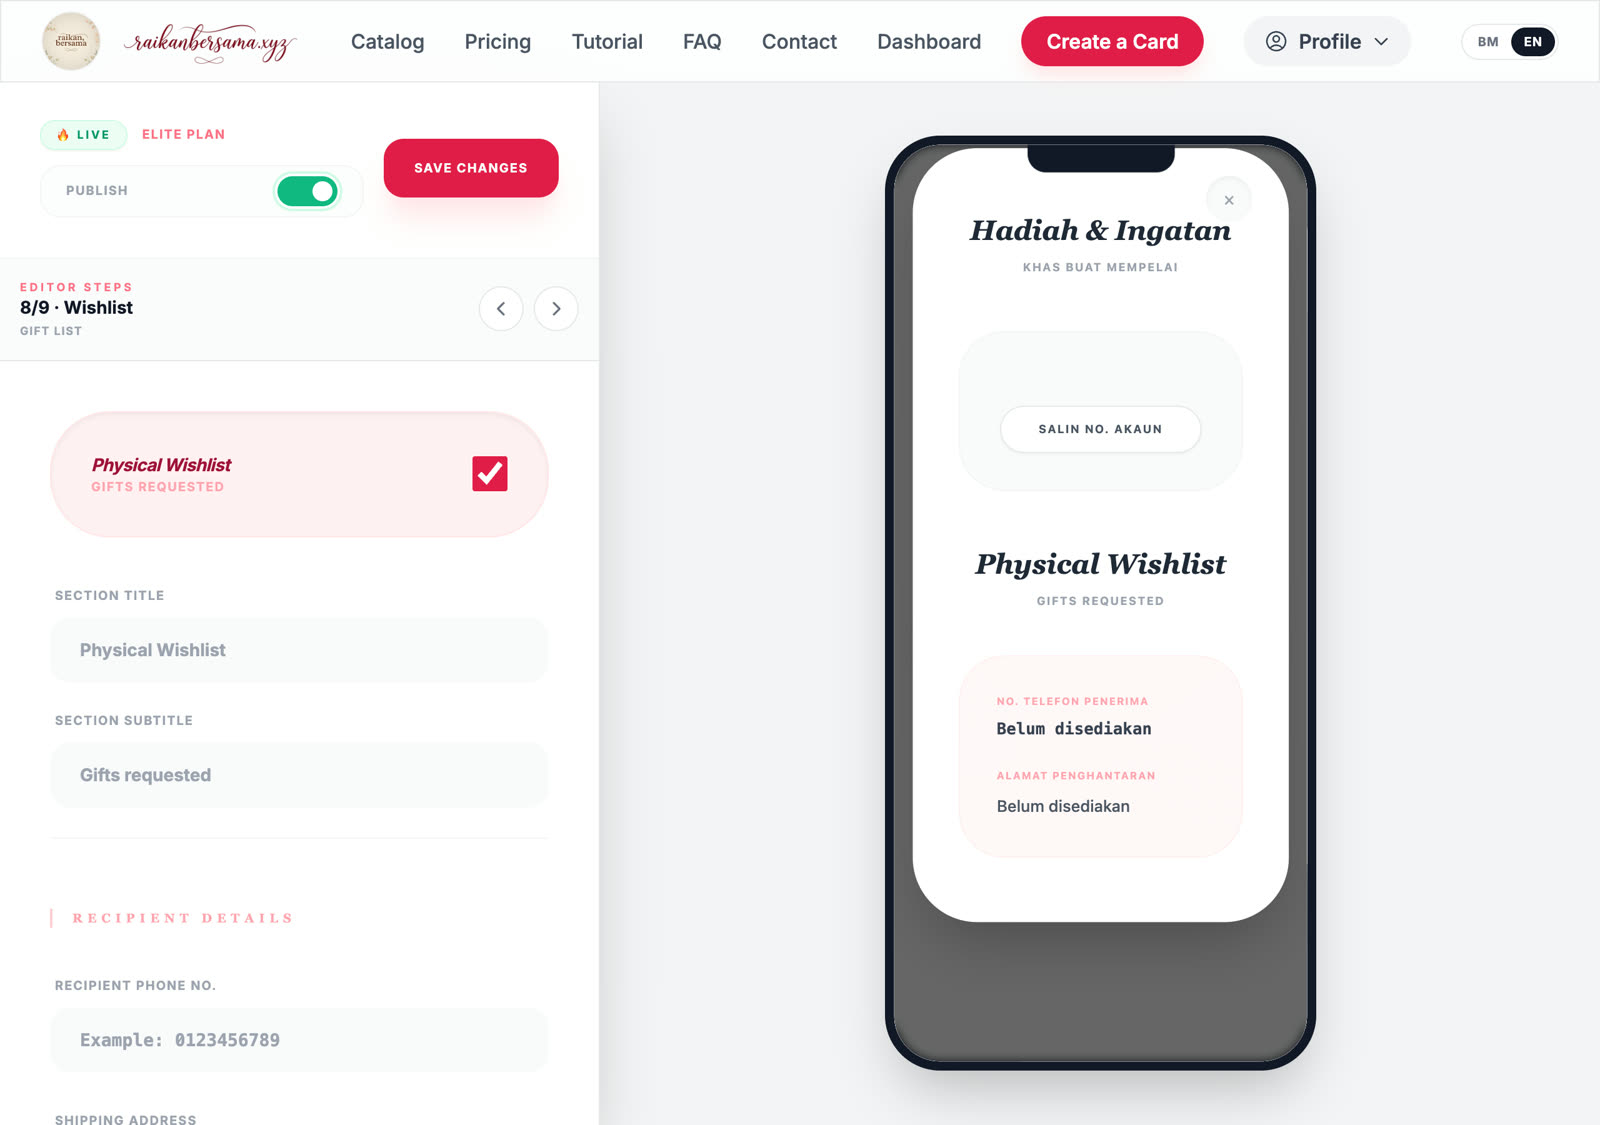 raikan
bersama
raikanbersama.xyz
Catalog
Pricing
Tutorial
FAQ
Contact
Dashboard
Create a Card
Profile
BM
EN
LIVE
ELITE PLAN
PUBLISH
SAVE CHANGES
EDITOR STEPS
8/9 · Wishlist
GIFT LIST
Physical Wishlist
GIFTS REQUESTED
SECTION TITLE
Physical Wishlist
SECTION SUBTITLE
Gifts requested
RECIPIENT DETAILS
RECIPIENT PHONE NO.
Example: 0123456789
SHIPPING ADDRESS
Hadiah & Ingatan
KHAS BUAT MEMPELAI
SALIN NO. AKAUN
Physical Wishlist
GIFTS REQUESTED
NO. TELEFON PENERIMA
Belum disediakan
ALAMAT PENGHANTARAN
Belum disediakan